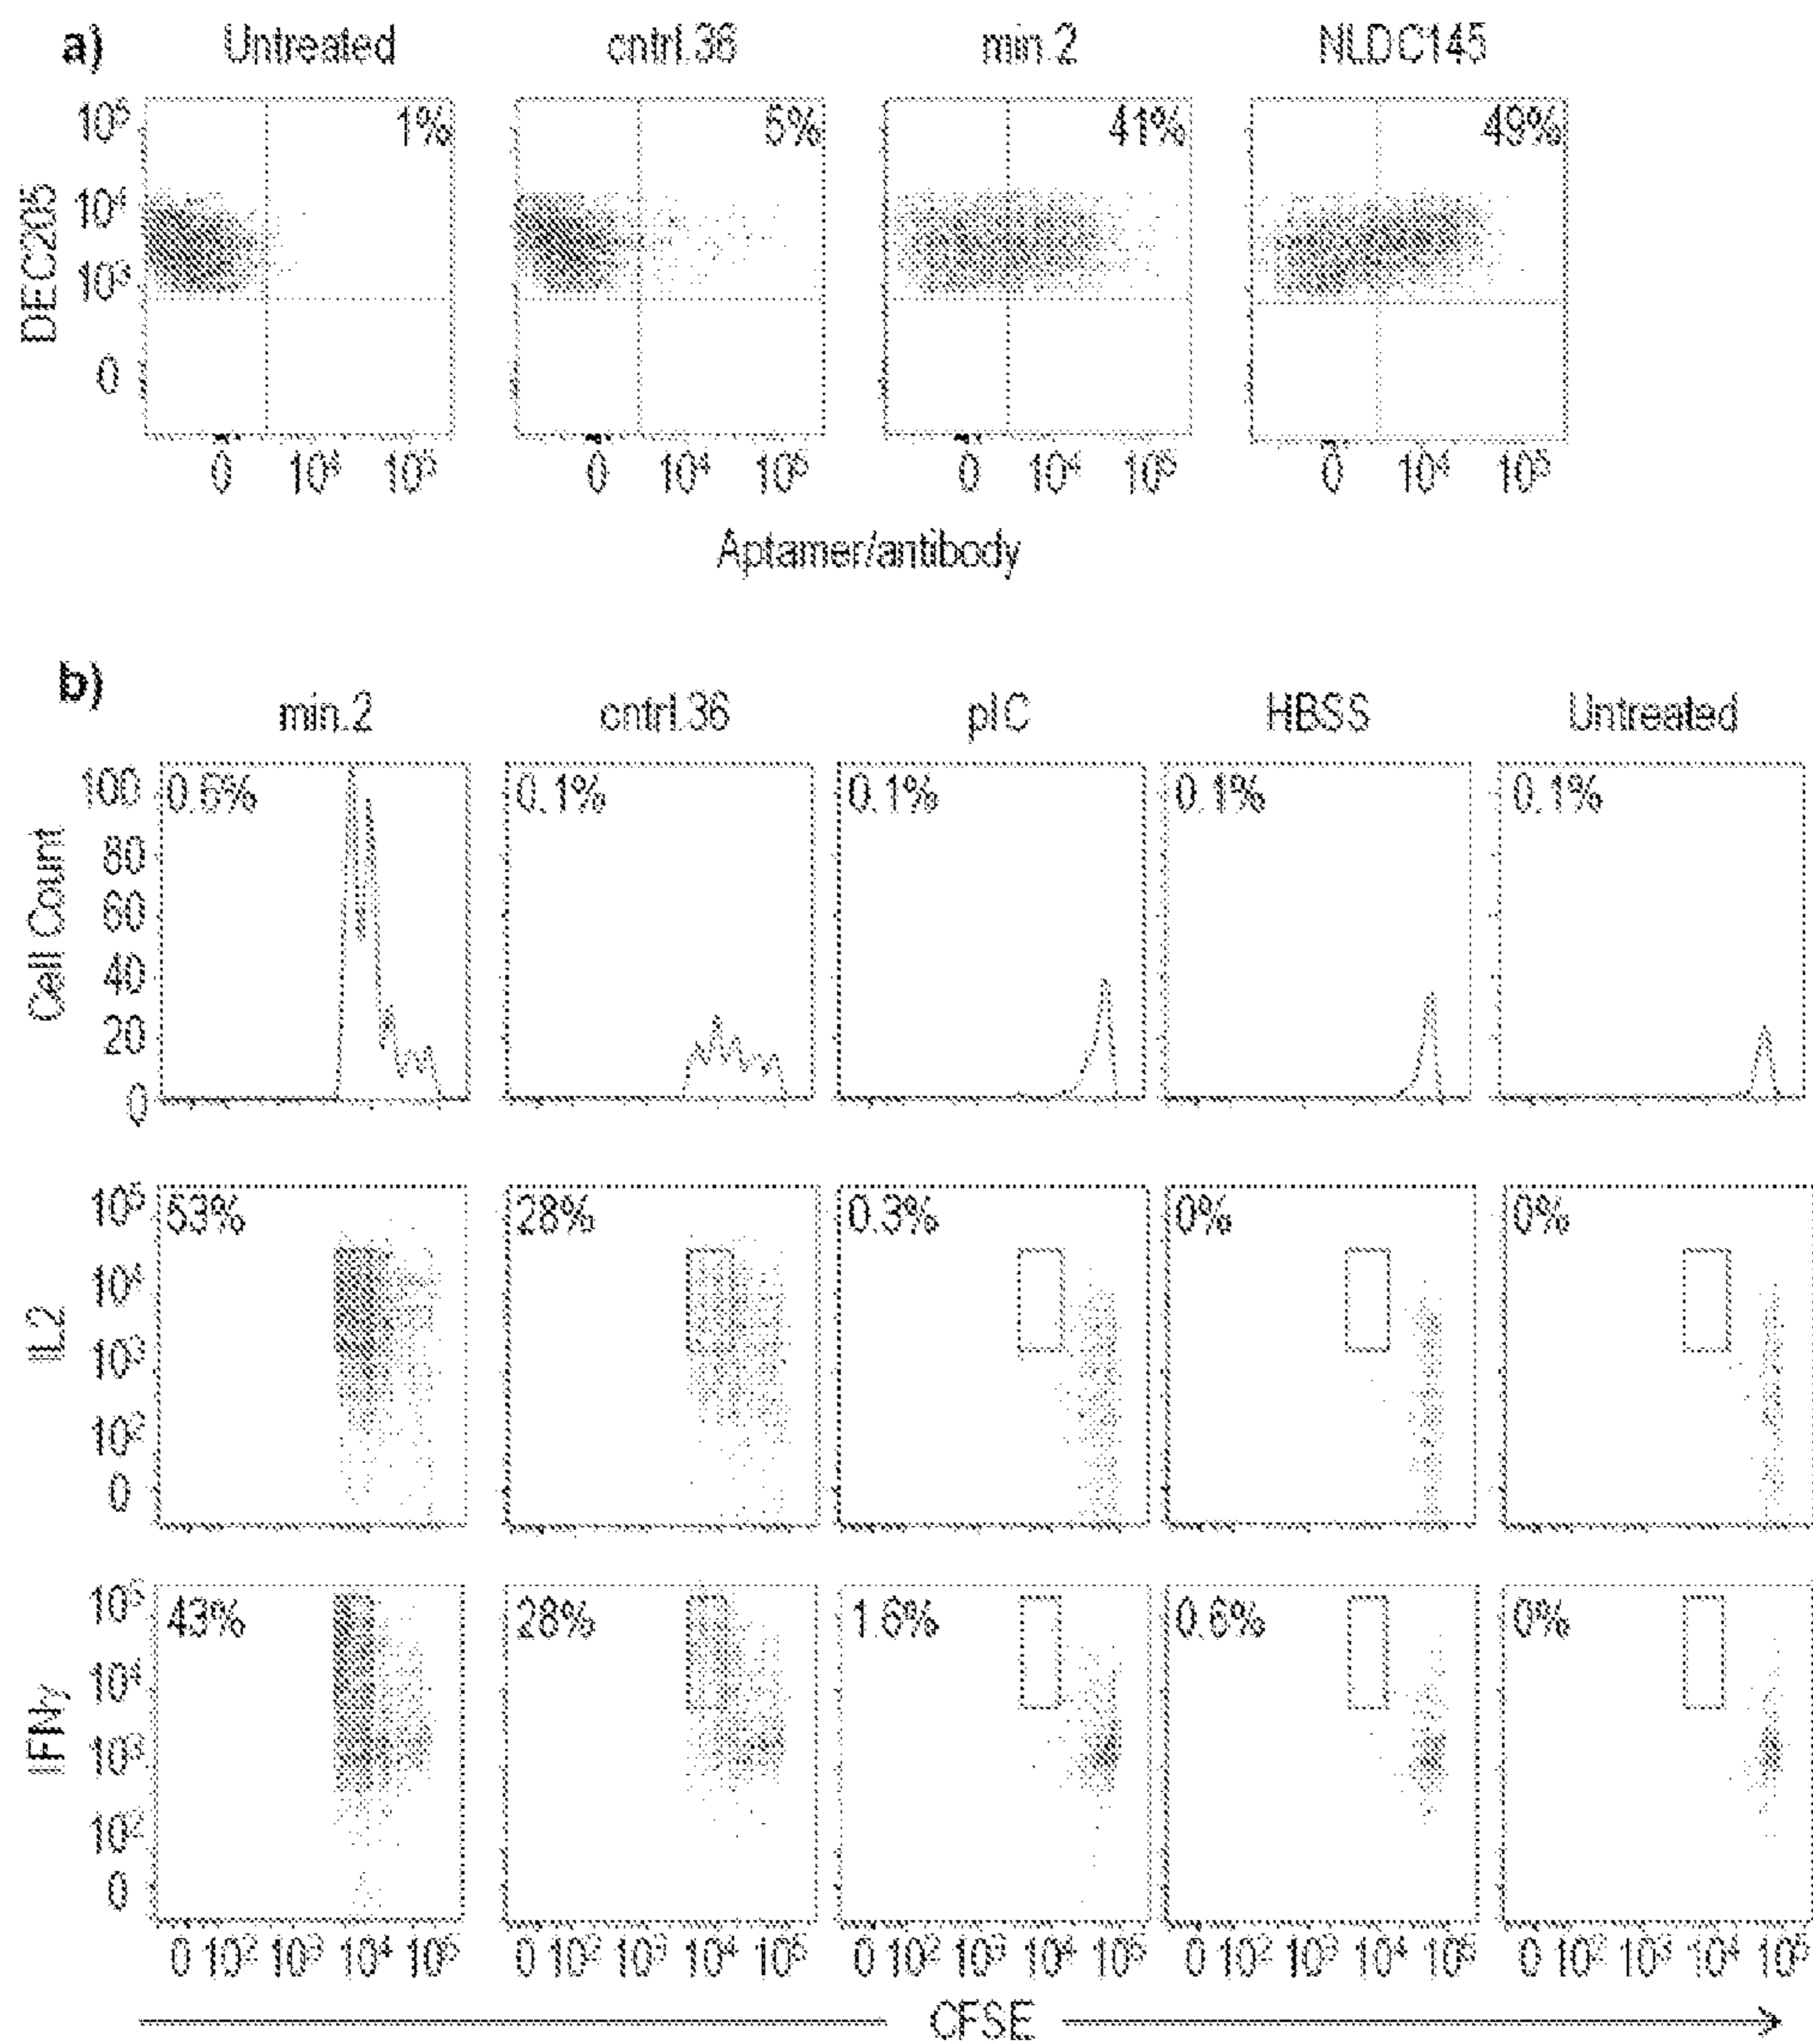 a)
Untreated cntrl.36 min.2 NLDC145
10⁵ 1% 5% 41% 49%
10⁴
DEC205
10³
0
0 10⁴ 10⁵ 0 10⁴ 10⁵ 0 10⁴ 10⁵ 0 10⁴ 10⁵
Aptamer/antibody
b)
min.2 cntrl.36 pIC HBSS Untreated
100 0.6% 0.1% 0.1% 0.1% 0.1%
80
60
Cell Count
40
20
0
10⁵ 53% 28% 0.3% 0% 0%
10⁴
IL2
10³
10²
0
10⁵ 43% 28% 1.6% 0.6% 0%
10⁴
IFNγ
10³
10²
0
0 10² 10³ 10⁴ 10⁵ 0 10² 10³ 10⁴ 10⁵ 0 10² 10³ 10⁴ 10⁵ 0 10² 10³ 10⁴ 10⁵ 0 10² 10³ 10⁴ 10⁵
CFSE